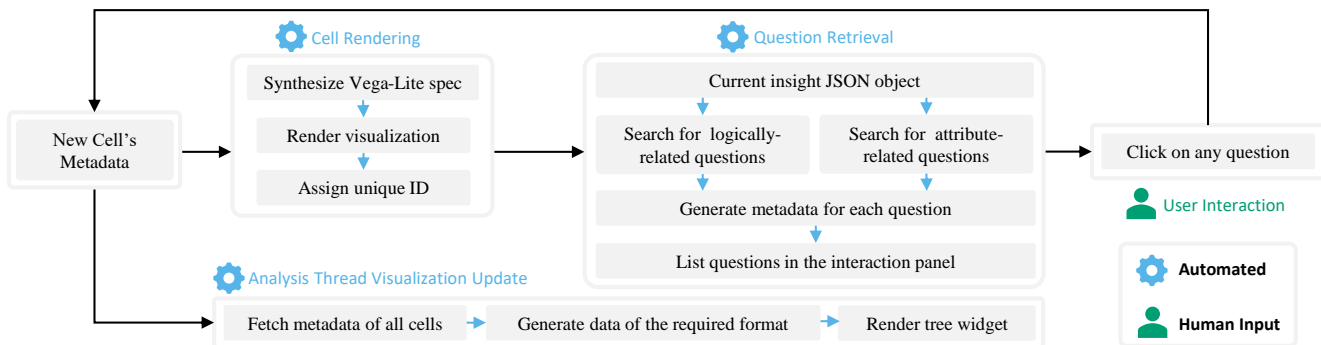 Cell Rendering
Question Retrieval
Synthesize Vega-Lite spec
Current insight JSON object
New Cell's
Metadata
Render visualization
Search for logically-
related questions
Search for attribute-
related questions
Click on any question
Assign unique ID
Generate metadata for each question
User Interaction
List questions in the interaction panel
Analysis Thread Visualization Update
Automated
Fetch metadata of all cells
Generate data of the required format
Render tree widget
Human Input